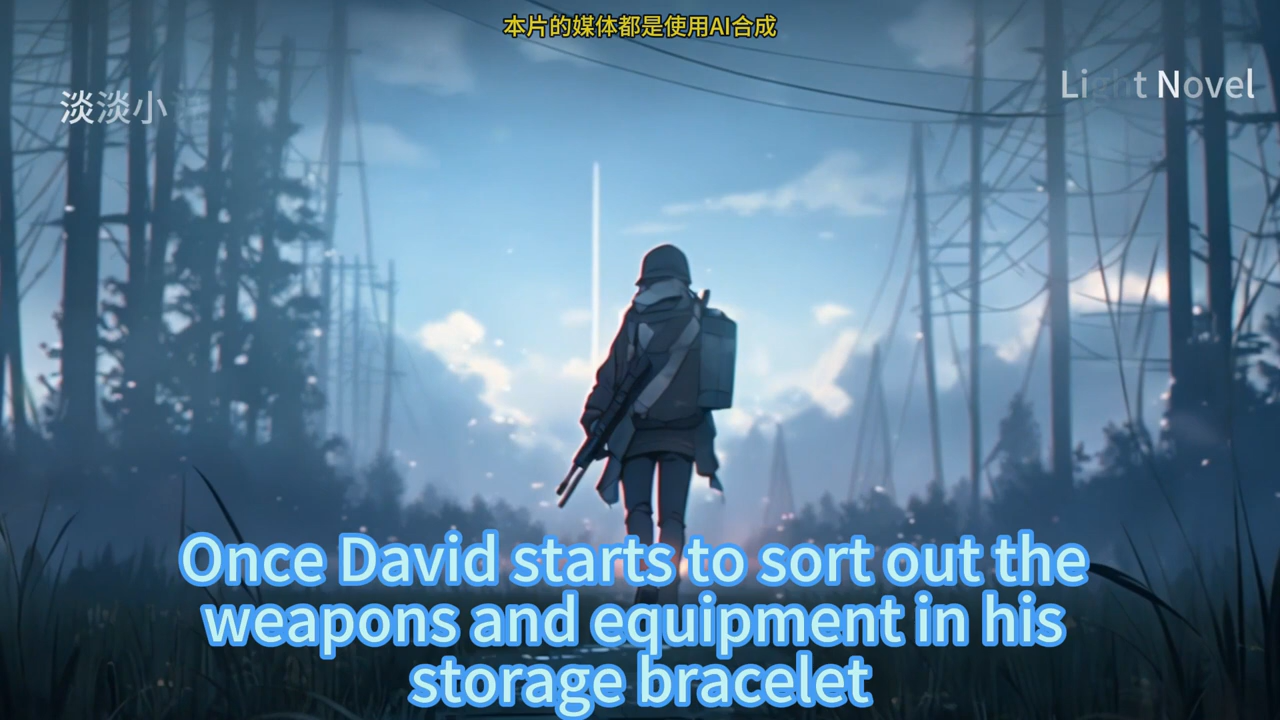 本片的媒体都是使用AI合成
淡淡小
Light Novel
Once David starts to sort out the
weapons and equipment in his
storage bracelet